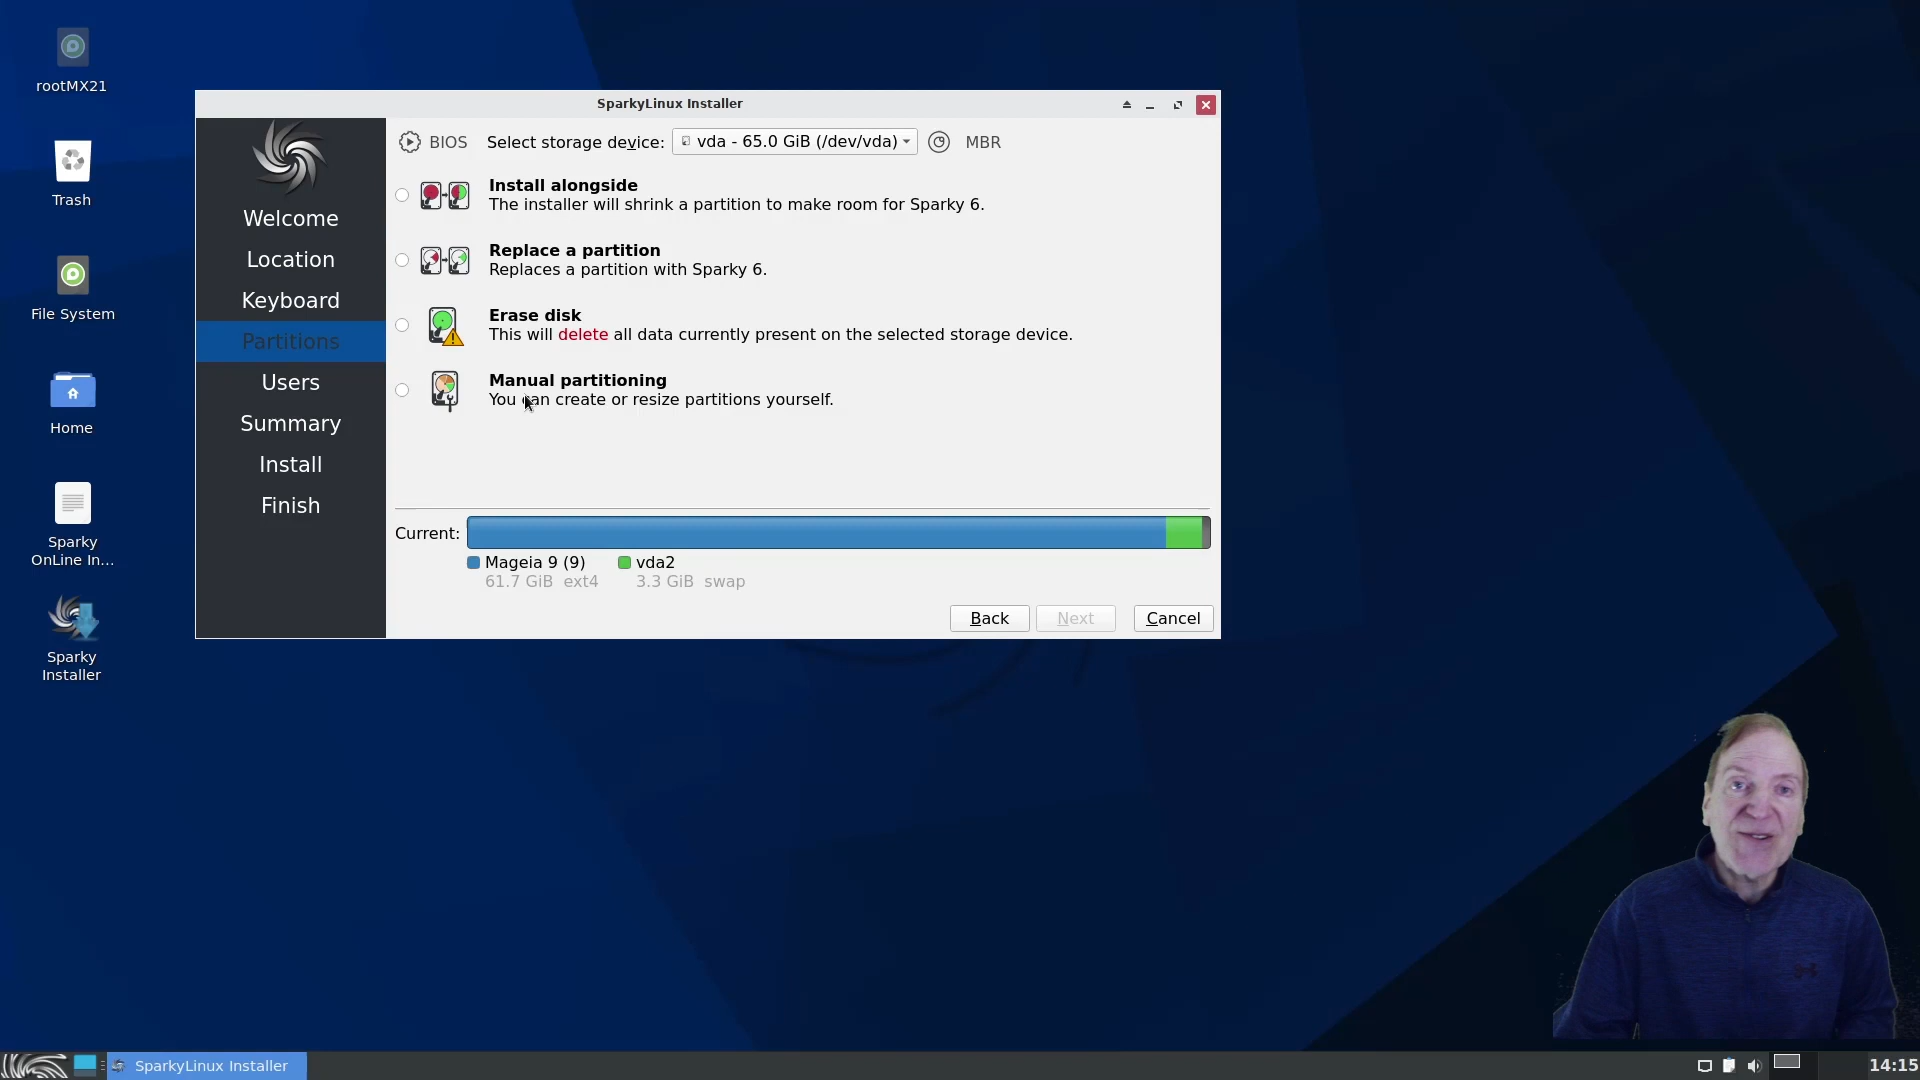 rootMX21
Trash
File System
Home
Sparky
OnLine In...
Sparky
Installer
SparkyLinux Installer
Welcome
Location
Keyboard
Partitions
Users
Summary
Install
Finish
BIOS
Select storage device:
vda - 65.0 GiB (/dev/vda)
MBR
Install alongside
The installer will shrink a partition to make room for Sparky 6.
Replace a partition
Replaces a partition with Sparky 6.
Erase disk
This will delete all data currently present on the selected storage device.
Manual partitioning
You can create or resize partitions yourself.
Current:
Mageia 9 (9)
61.7 GiB ext4
vda2
3.3 GiB swap
Back
Next
Cancel
SparkyLinux Installer
14:15